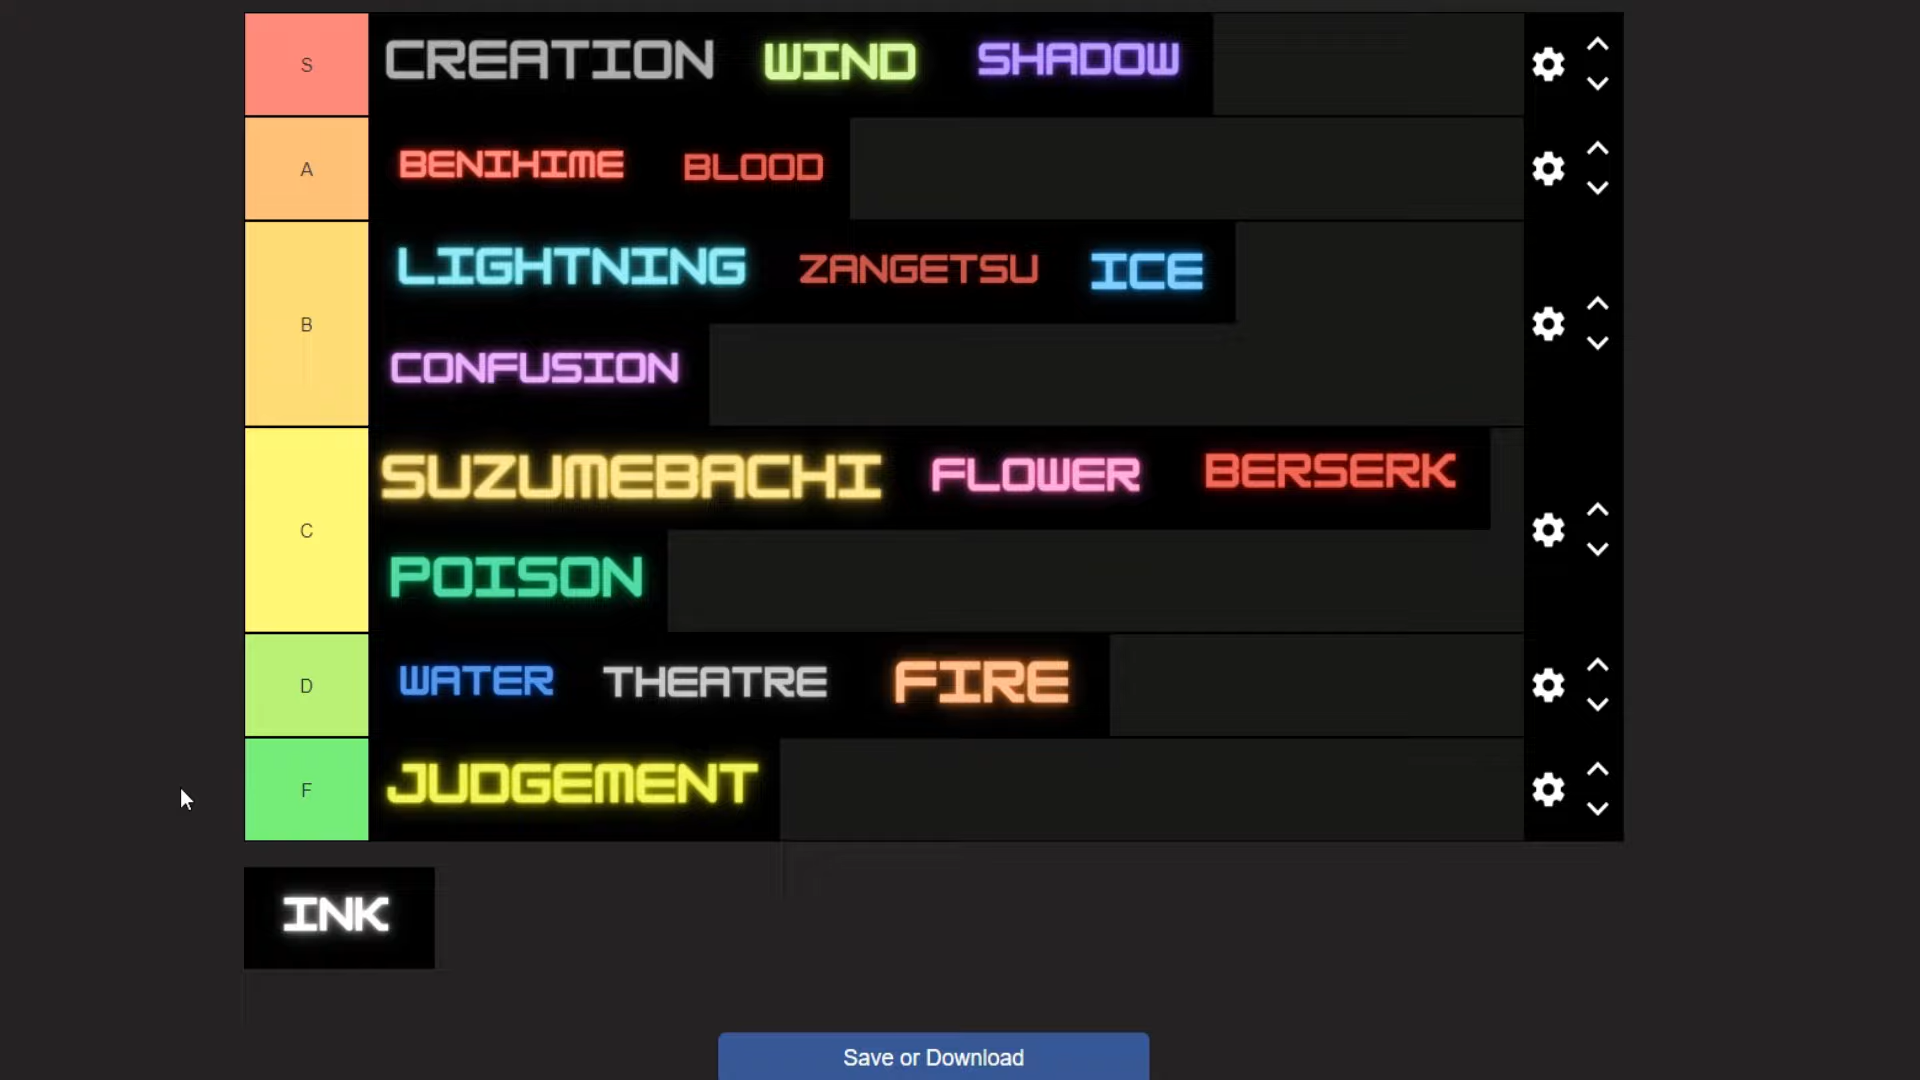 S
CREATION WIND SHADOW
A
BENIHIME BLOOD
B
LIGHTNING ZANGETSU ICE
CONFUSION
C
SUZUMEBACHI FLOWER BERSERK
POISON
D
WATER THEATRE FIRE
F
JUDGEMENT
INK
Save or Download